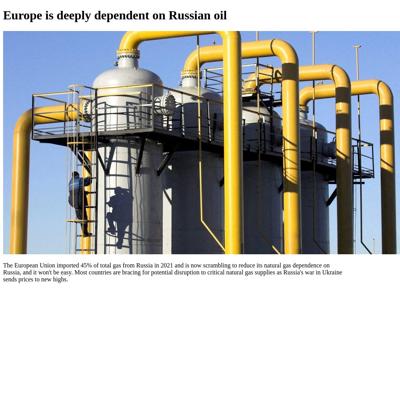 Europe is deeply dependent on Russian oil
The European Union imported 45% of total gas from Russia in 2021 and is now scrambling to reduce its natural gas dependence on
Russia, and it won't be easy. Most countries are bracing for potential disruption to critical natural gas supplies as Russia's war in Ukraine
sends prices to new highs.